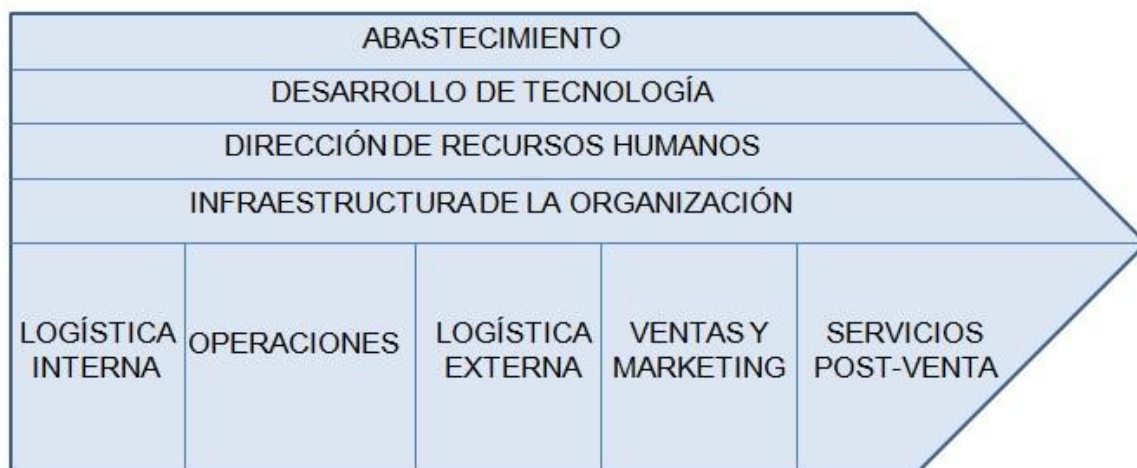 ABASTECIMIENTO
DESARROLLO DE TECNOLOGÍA
DIRECCIÓN DE RECURSOS HUMANOS
INFRAESTRUCTURA DE LA ORGANIZACIÓN
LOGÍSTICA
INTERNA
OPERACIONES
LOGÍSTICA
EXTERNA
VENTAS Y
MARKETING
SERVICIOS
POST-VENTA